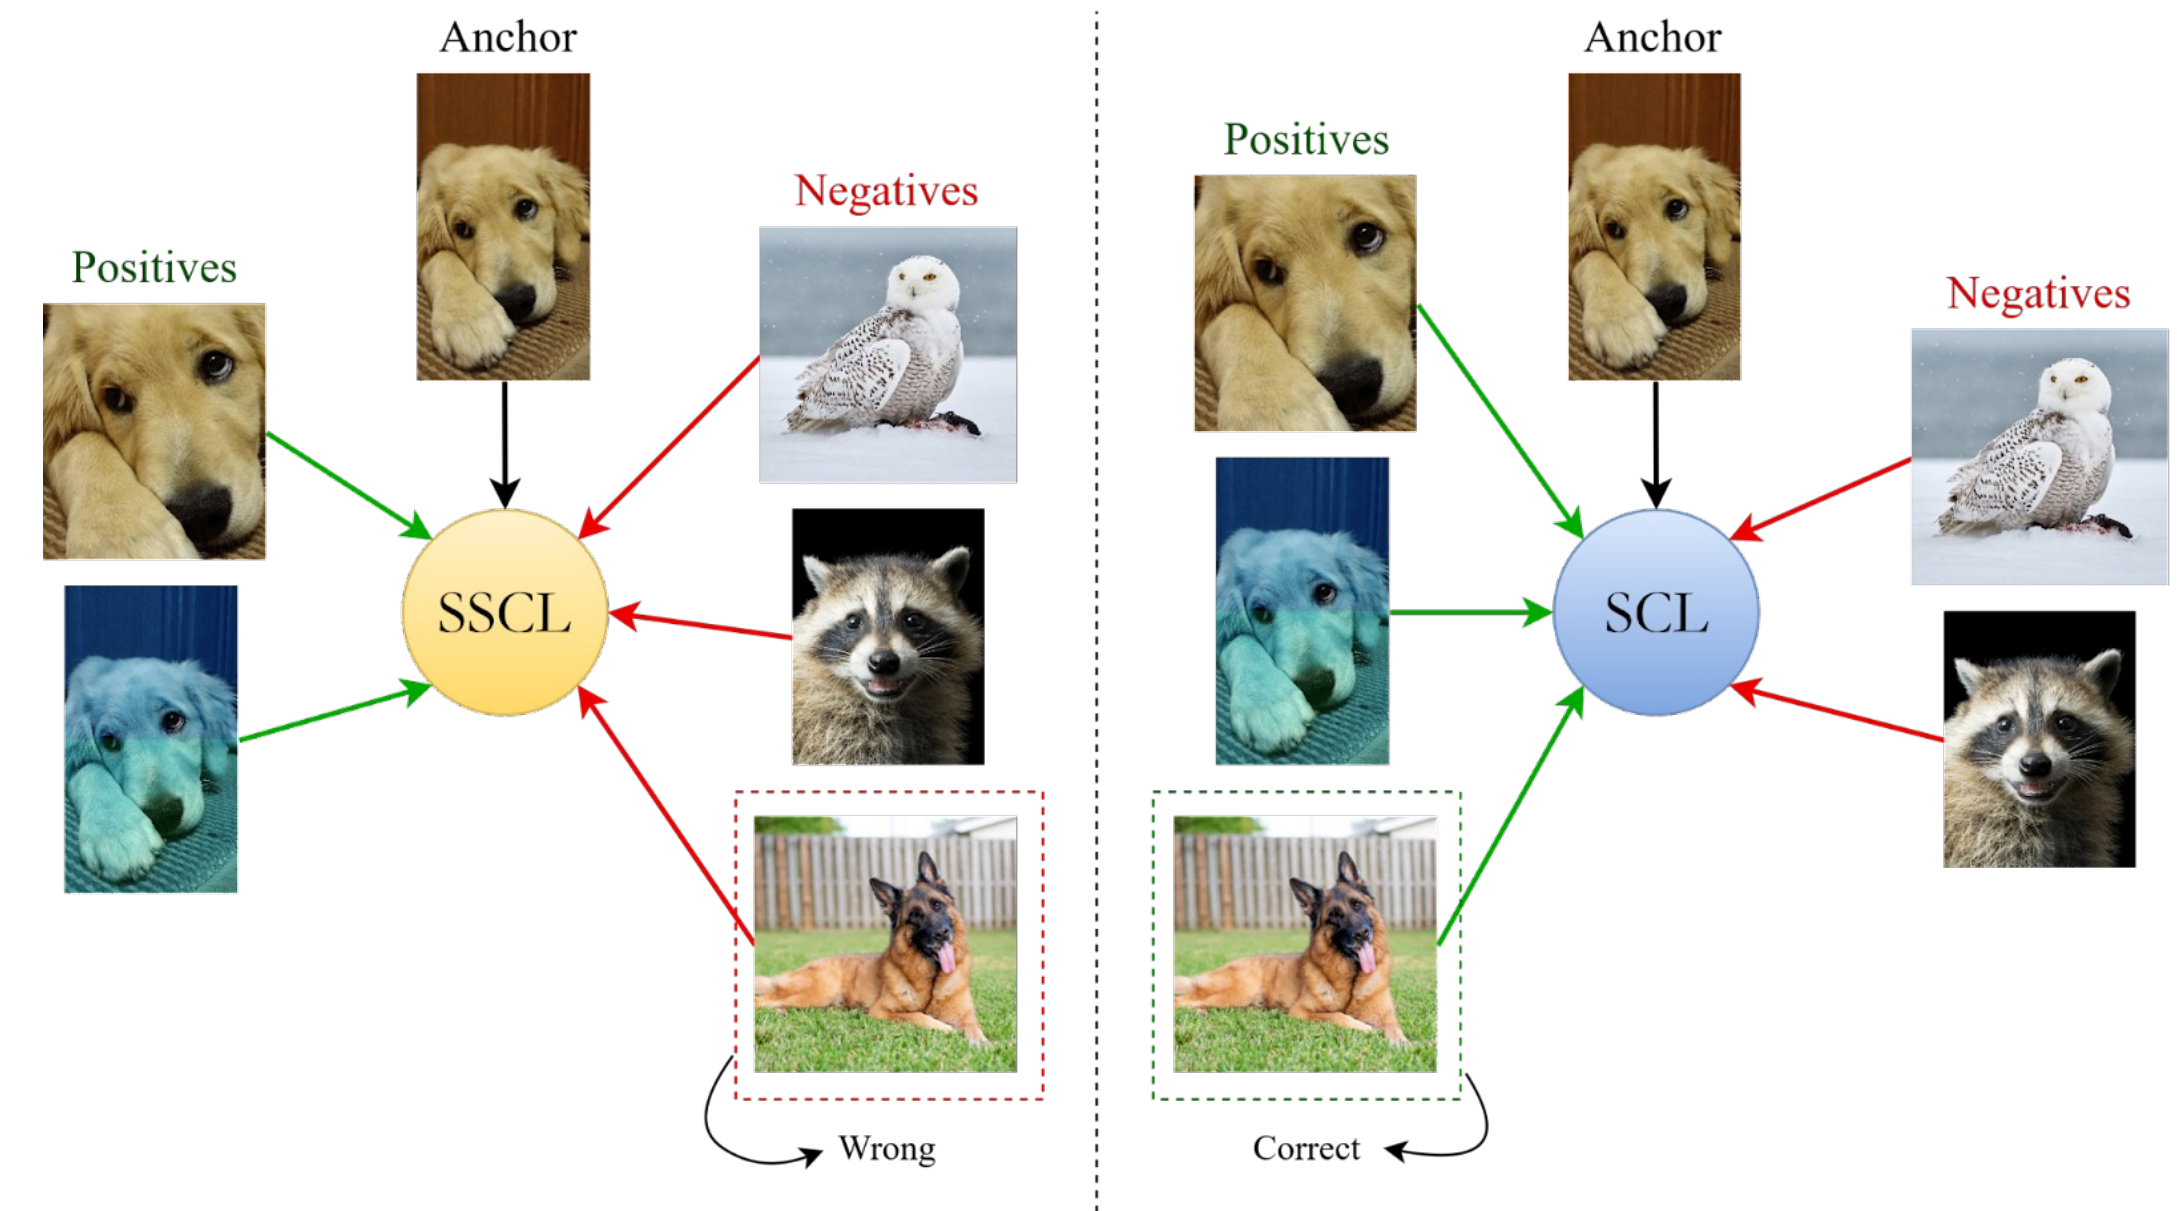 Anchor
Positives
Negatives
SSCL
Wrong
Anchor
Positives
Negatives
SCL
Correct